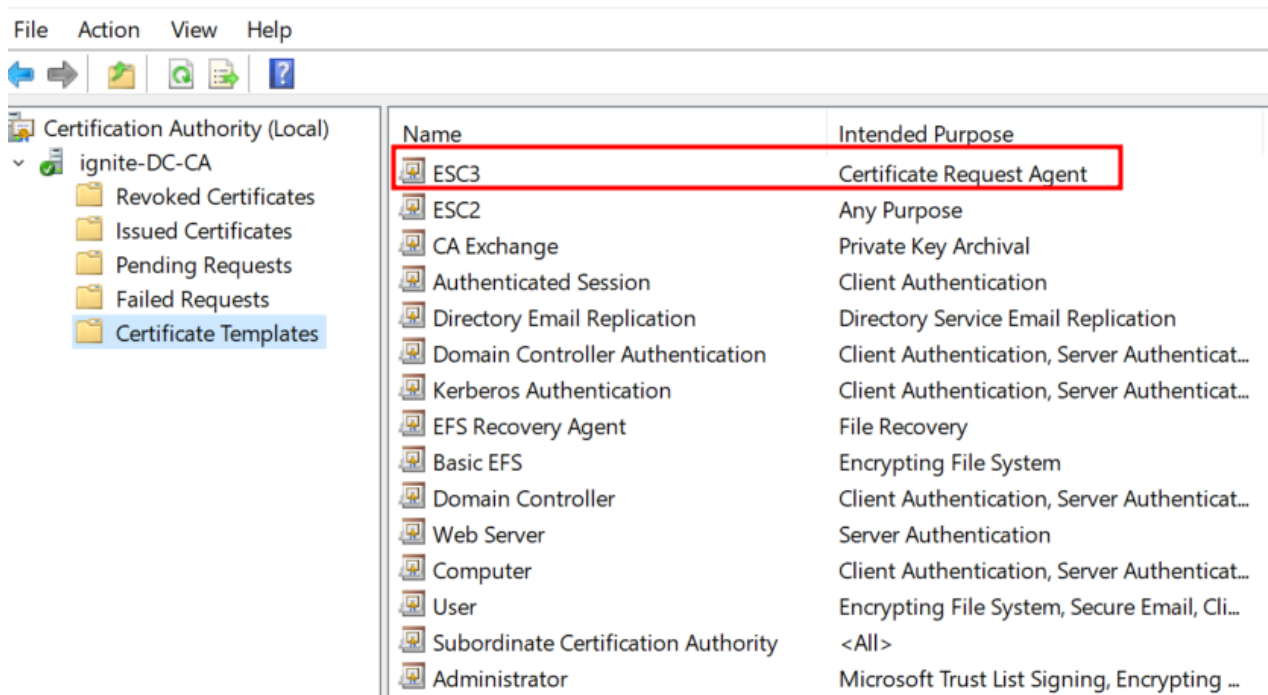 File Action View Help
Certification Authority (Local)
ignite-DC-CA
Revoked Certificates
Issued Certificates
Pending Requests
Failed Requests
Certificate Templates
Name Intended Purpose
ESC3 Certificate Request Agent
ESC2 Any Purpose
CA Exchange Private Key Archival
Authenticated Session Client Authentication
Directory Email Replication Directory Service Email Replication
Domain Controller Authentication Client Authentication, Server Authenticat...
Kerberos Authentication Client Authentication, Server Authenticat...
EFS Recovery Agent File Recovery
Basic EFS Encrypting File System
Domain Controller Client Authentication, Server Authenticat...
Web Server Server Authentication
Computer Client Authentication, Server Authenticat...
User Encrypting File System, Secure Email, Cli...
Subordinate Certification Authority <All>
Administrator Microsoft Trust List Signing, Encrypting ...